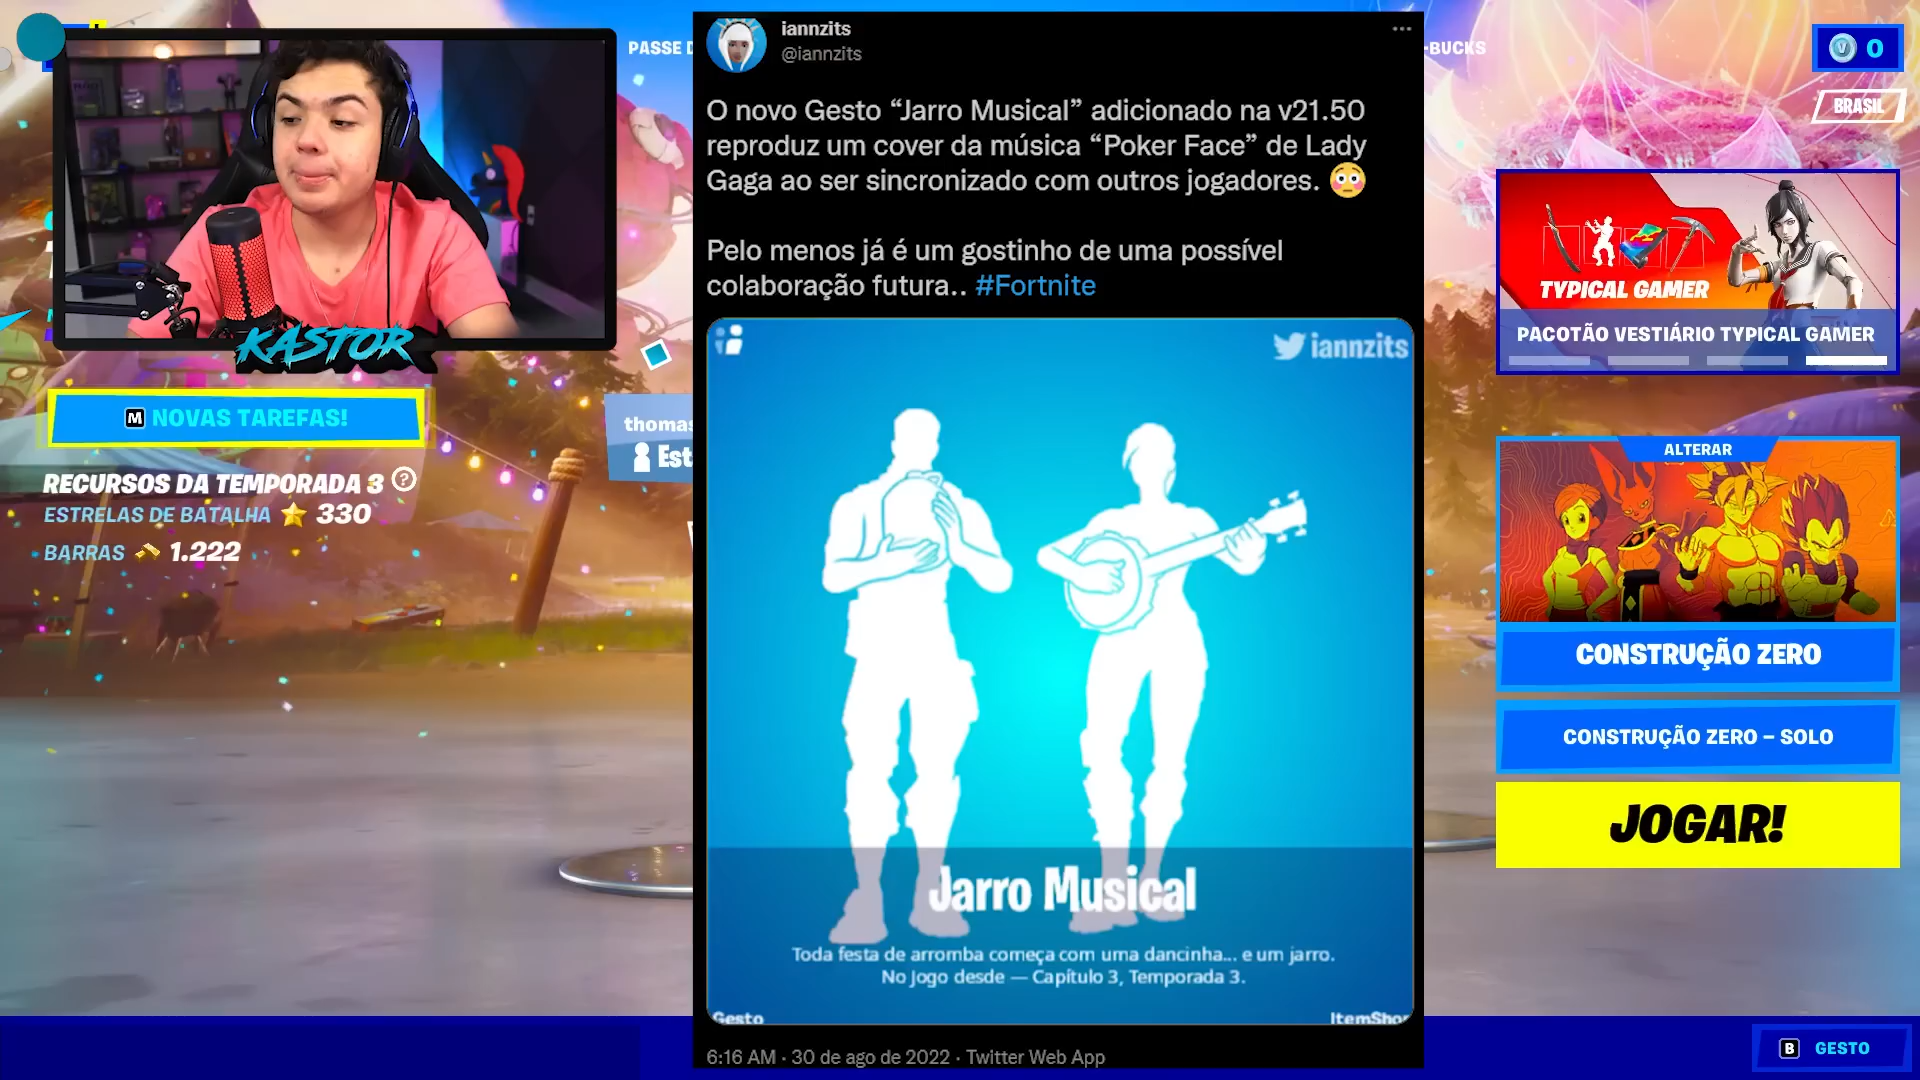 PASSE D
-BUCKS
0
BRASIL
KASTOR
iannzits
@iannzits
O novo Gesto “Jarro Musical” adicionado na v21.50
reproduz um cover da música “Poker Face” de Lady
Gaga ao ser sincronizado com outros jogadores. 😳
Pelo menos já é um gostinho de uma possível
colaboração futura.. #Fortnite
iannzits
Jarro Musical
Toda festa de arromba começa com uma dancinha... e um jarro.
No Jogo desde — Capítulo 3, Temporada 3.
Gesto
ItemShop
6:16 AM · 30 de ago de 2022 · Twitter Web App
M NOVAS TAREFAS!
RECURSOS DA TEMPORADA 3 ?
ESTRELAS DE BATALHA 330
BARRAS 1.222
thomas
Est
TYPICAL GAMER
PACOTÃO VESTIÁRIO TYPICAL GAMER
ALTERAR
CONSTRUÇÃO ZERO
CONSTRUÇÃO ZERO – SOLO
JOGAR!
B GESTO